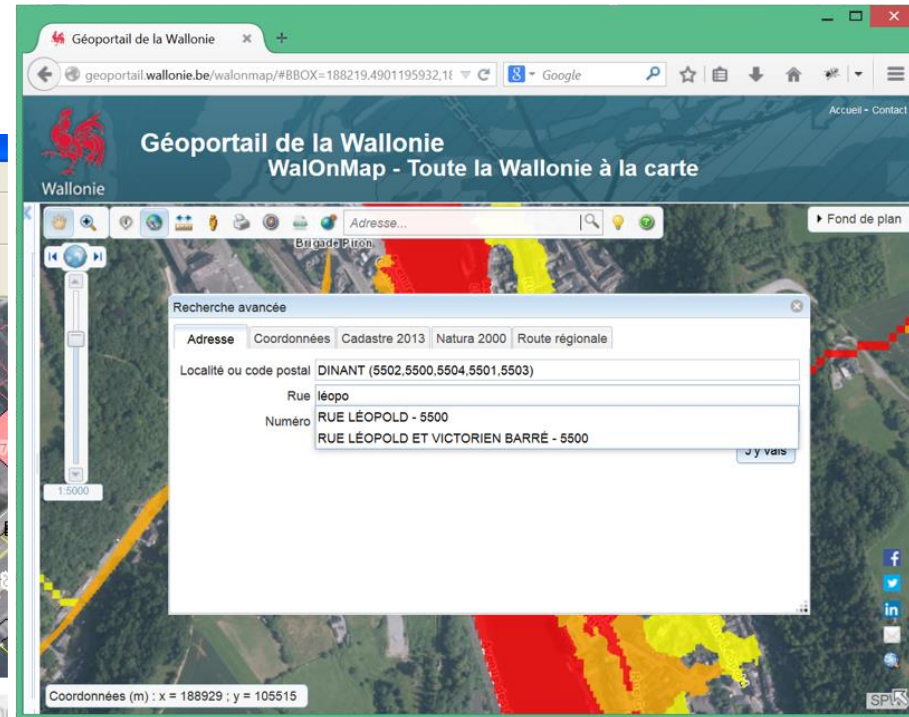 Géoportail de la Wallonie
geoportail.wallonie.be/walonmap/#BBOX=188219.4901195932,18
Google
Accueil - Contact
Géoportail de la Wallonie
WalOnMap - Toute la Wallonie à la carte
Wallonie
Adresse...
Fond de plan
Brigade Piron
Recherche avancée
Adresse Coordonnées Cadastre 2013 Natura 2000 Route régionale
Localité ou code postal DINANT (5502,5500,5504,5501,5503)
Rue léopo
Numéro
RUE LÉOPOLD - 5500
RUE LÉOPOLD ET VICTORIEN BARRÉ - 5500
J'y vais
1:5000
Coordonnées (m) : x = 188929 ; y = 105515